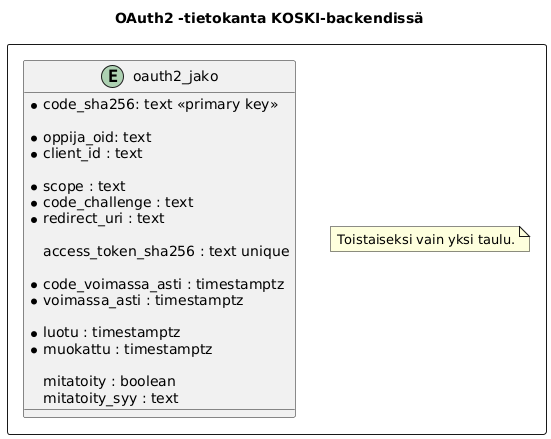 OAuth2 -tietokanta KOSKI-backendissä
E oauth2_jako
code_sha256: text «primary key»
oppija_oid: text
client_id : text
scope : text
code_challenge : text
redirect_uri : text
access_token_sha256 : text unique
code_voimassa_asti : timestamptz
voimassa_asti : timestamptz
luotu : timestamptz
muokattu : timestamptz
mitatoity : boolean
mitatoity_syy : text
Toistaiseksi vain yksi taulu.